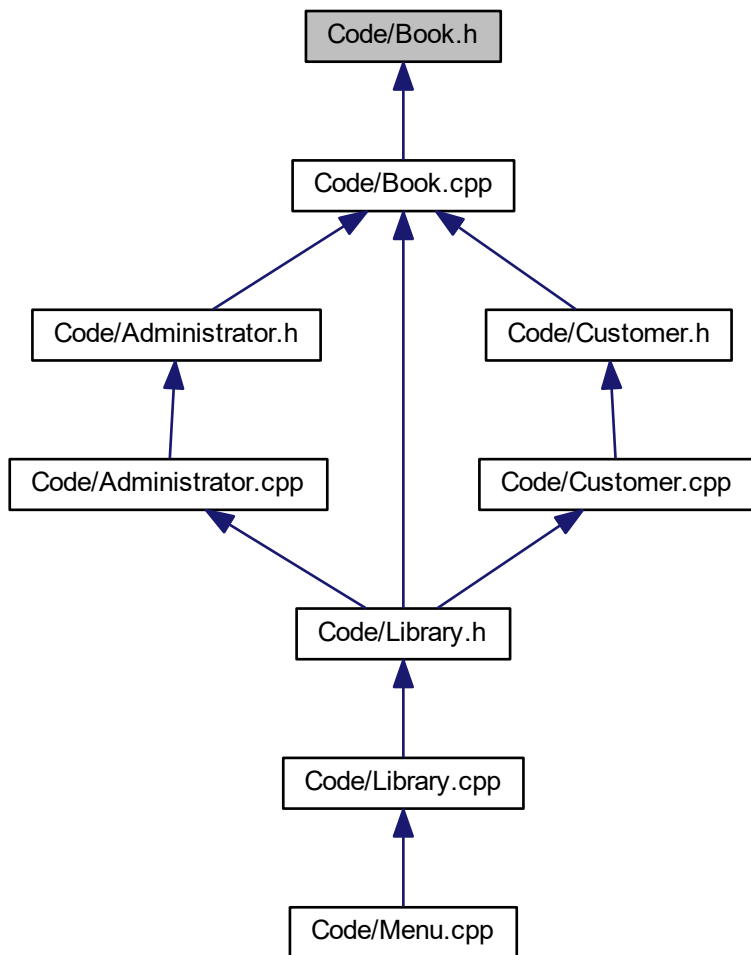 Code/Book.h
Code/Book.cpp
Code/Administrator.h
Code/Customer.h
Code/Administrator.cpp
Code/Customer.cpp
Code/Library.h
Code/Library.cpp
Code/Menu.cpp